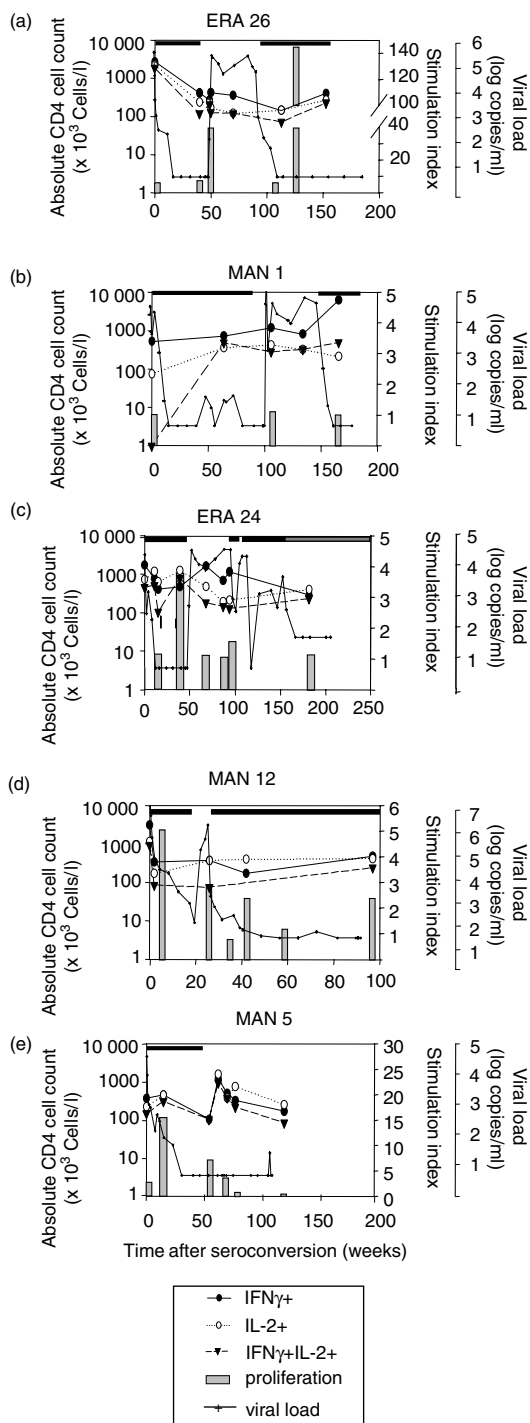 (a)
ERA 26
Absolute CD4 cell count
(x 10³ Cells/l)
10 000
1000
100
10
1
0 50 100 150 200
140
120
100
40
20
Stimulation index
6
5
4
3
2
1
Viral load
(log copies/ml)
(b)
MAN 1
Absolute CD4 cell count
(x 10³ Cells/l)
10 000
1000
100
10
1
0 50 100 150 200
5
4
3
2
1
0
Stimulation index
5
4
3
2
1
Viral load
(log copies/ml)
(c)
ERA 24
Absolute CD4 cell count
(x 10³ Cells/l)
10 000
1000
100
10
1
0 50 100 150 200 250
5
4
3
2
1
0
Stimulation index
5
4
3
2
1
Viral load
(log copies/ml)
(d)
MAN 12
Absolute CD4 cell count
(x 10³ Cells/l)
10 000
1000
100
10
1
0 20 40 60 80 100
6
5
4
3
2
1
0
Stimulation index
7
6
5
4
3
2
1
Viral load
(log copies/ml)
(e)
MAN 5
Absolute CD4 cell count
(x 10³ Cells/l)
10 000
1000
100
10
1
0 50 100 150 200
30
25
20
15
10
5
0
Stimulation index
5
4
3
2
1
Viral load
(log copies/ml)
Time after seroconversion (weeks)
IFNγ+
IL-2+
IFNγ+IL-2+
proliferation
viral load